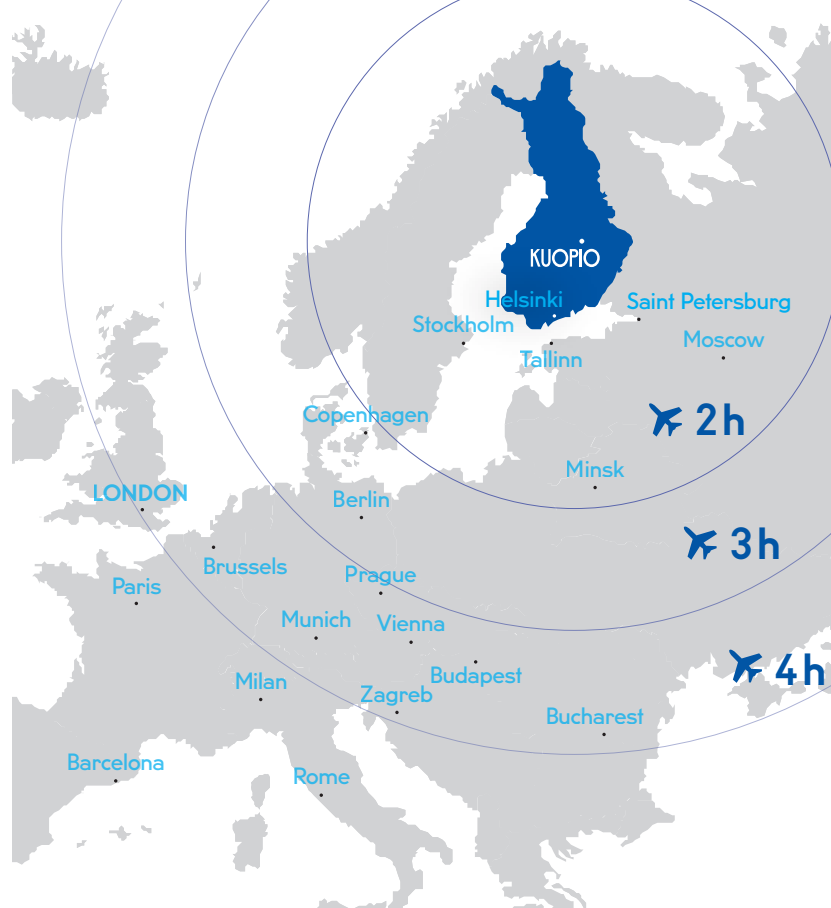 KUOPIO
Helsinki
Saint Petersburg
Stockholm
Moscow
Tallinn
Copenhagen
2h
Minsk
LONDON
Berlin
3h
Brussels
Prague
Paris
Munich
Vienna
4h
Budapest
Milan
Zagreb
Bucharest
Barcelona
Rome